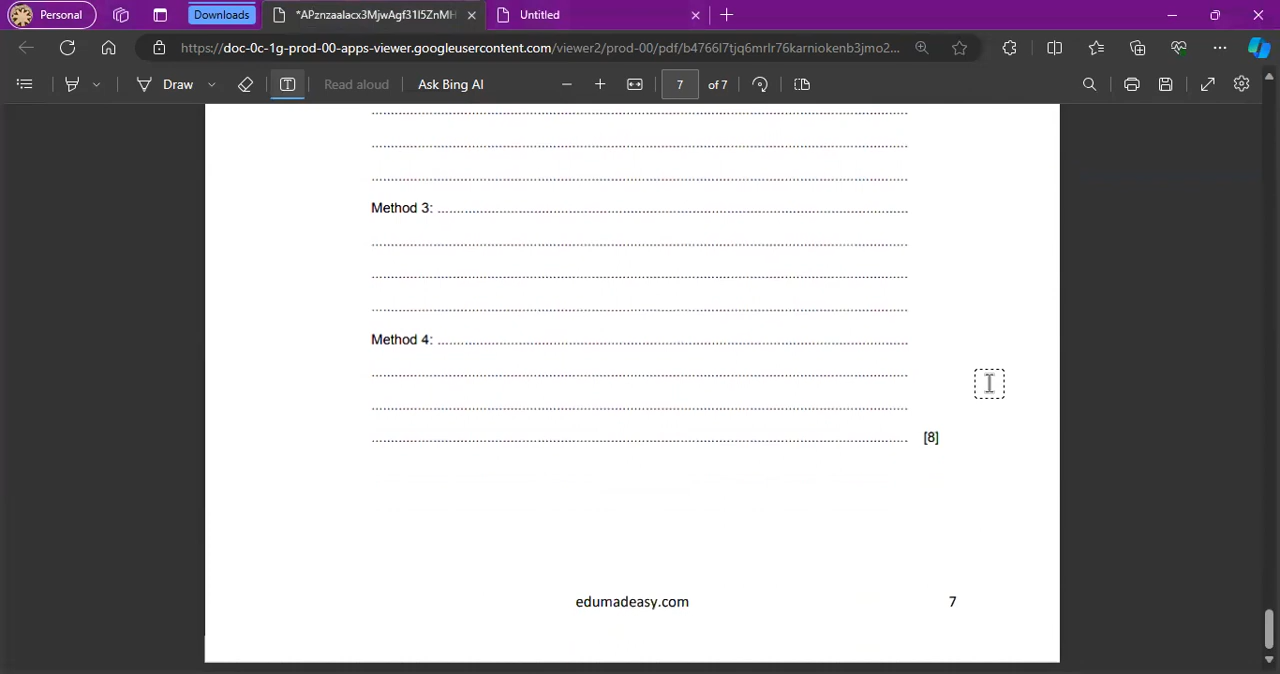 Personal
Downloads
*APznzaaIacx3MjwAgf31I5ZnMH
Untitled
https://doc-0c-1g-prod-00-apps-viewer.googleusercontent.com/viewer2/prod-00/pdf/b4766l7tjq6mrlr76karniokenb3jmo2...
Draw
Read aloud
Ask Bing AI
7
of 7
Method 3:
Method 4:
[8]
edumadeasy.com
7